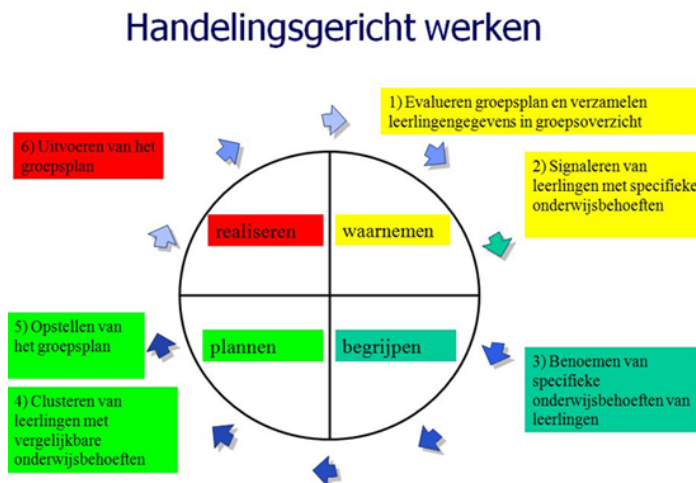 Handelingsgericht werken
1) Evalueren groepsplan en verzamelen
leerlingengegevens in groepsoverzicht
2) Signaleren van
leerlingen met specifieke
onderwijsbehoeften
3) Benoemen van
specifieke
onderwijsbehoeften van
leerlingen
4) Clusteren van
leerlingen met
vergelijkbare
onderwijsbehoeften
5) Opstellen van
het groepsplan
6) Uitvoeren van het
groepsplan
realiseren
waarnemen
plannen
begrijpen